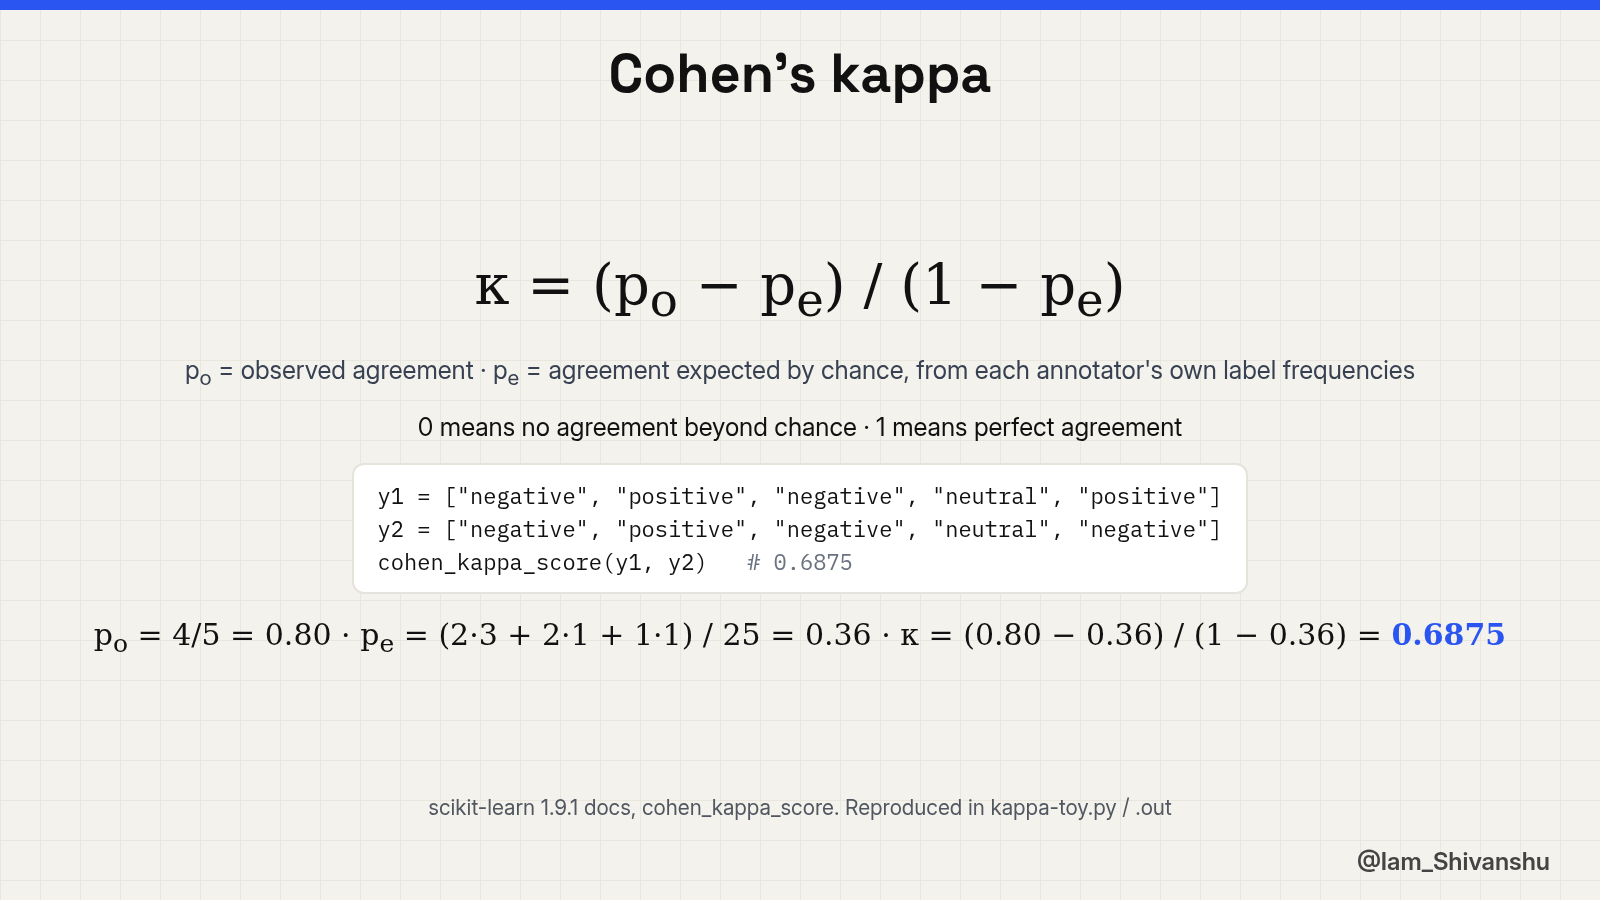 Cohen’s kappa
κ = (pₒ − pₑ) / (1 − pₑ)
pₒ = observed agreement · pₑ = agreement expected by chance, from each annotator's own label frequencies
0 means no agreement beyond chance · 1 means perfect agreement
y1 = ["negative", "positive", "negative", "neutral", "positive"]
y2 = ["negative", "positive", "negative", "neutral", "negative"]
cohen_kappa_score(y1, y2)   # 0.6875
pₒ = 4/5 = 0.80 · pₑ = (2·3 + 2·1 + 1·1) / 25 = 0.36 · κ = (0.80 − 0.36) / (1 − 0.36) = 0.6875
scikit-learn 1.9.1 docs, cohen_kappa_score. Reproduced in kappa-toy.py / .out
@Iam_Shivanshu